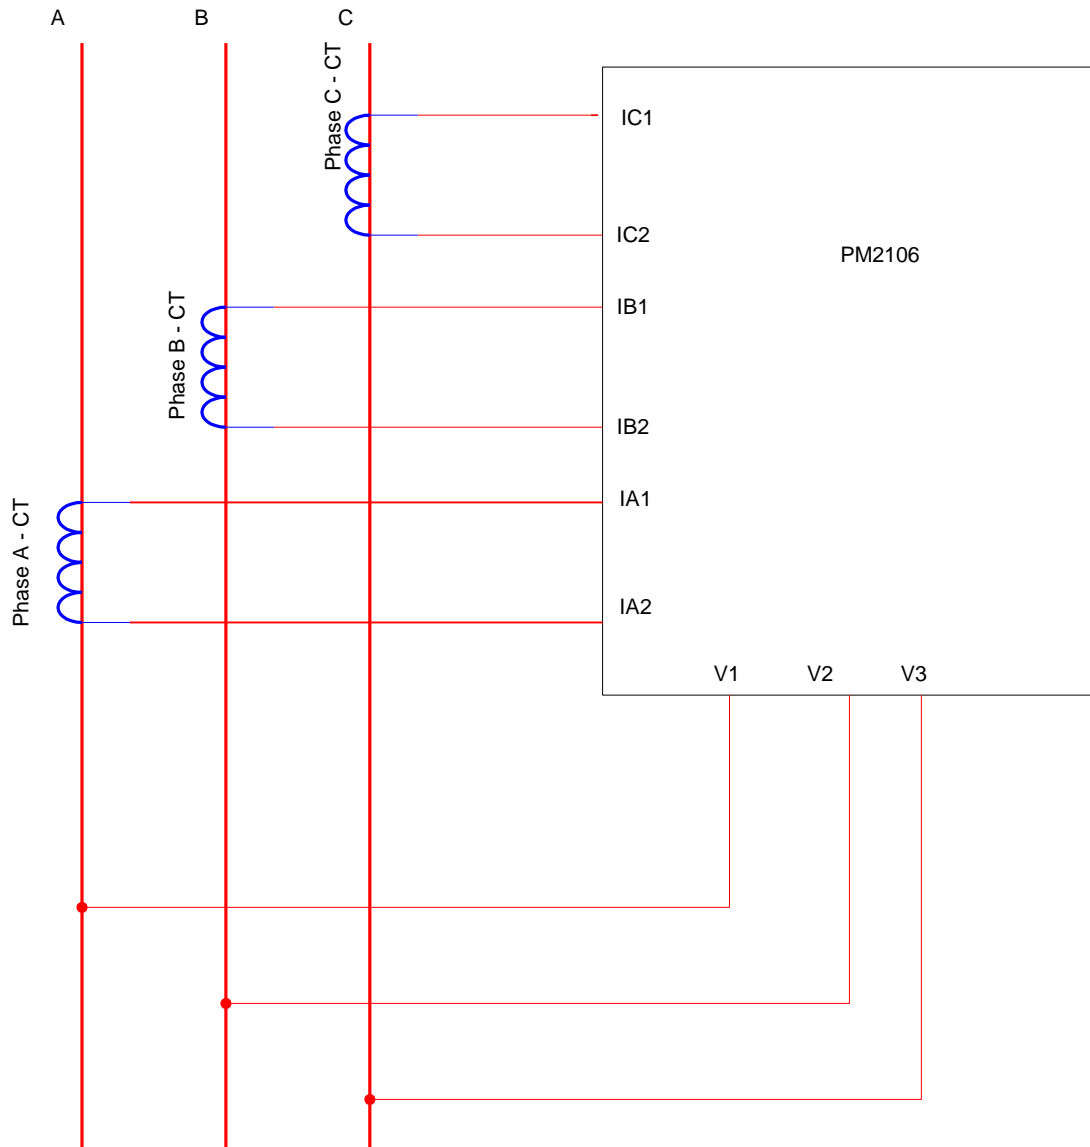 A
B
C
Phase C - CT
IC1
IC2
PM2106
Phase B - CT
IB1
IB2
Phase A - CT
IA1
IA2
V1
V2
V3